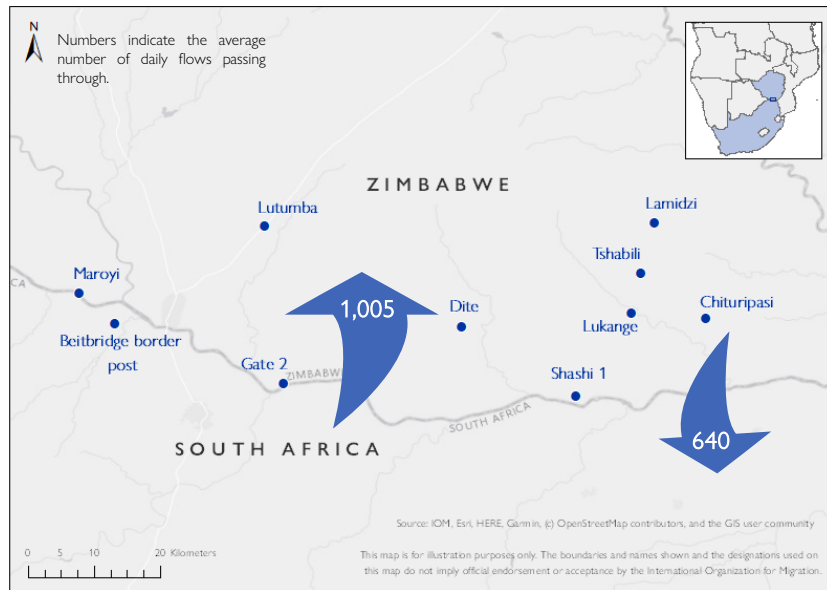 N
Numbers indicate the average
number of daily flows passing
through.
ZIMBABWE
Lutumba
Lamidzi
Tshabili
Maroyi
CA
1,005
Dite
Chituripasi
Lukange
Beitbridge border
post
Gate 2
ZIMBABWE
Shashi 1
SOUTH AFRICA
SOUTH AFRICA
640
Source: IOM, Esri, HERE, Garmin, (c) OpenStreetMap contributors, and the GIS user community
0 5 10 20 Kilometers
This map is for illustration purposes only. The boundaries and names shown and the designations used on
this map do not imply official endorsement or acceptance by the International Organization for Migration.